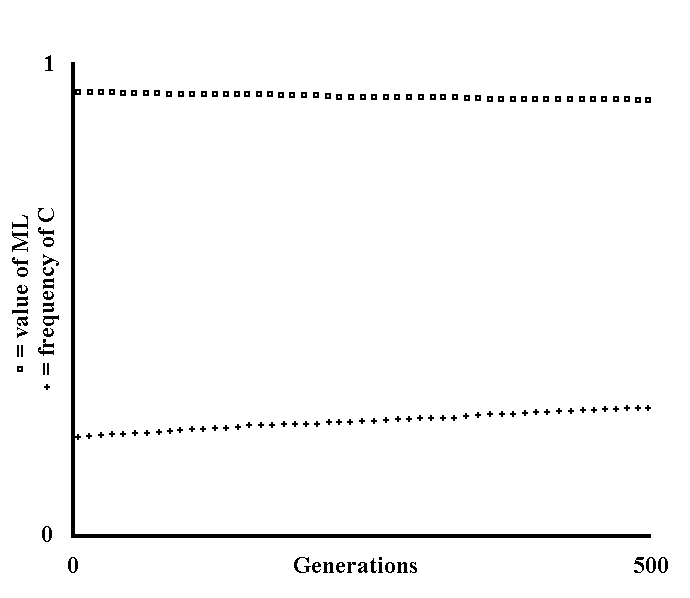 1
▫ = value of ML
+ = frequency of C
0
0 Generations 500